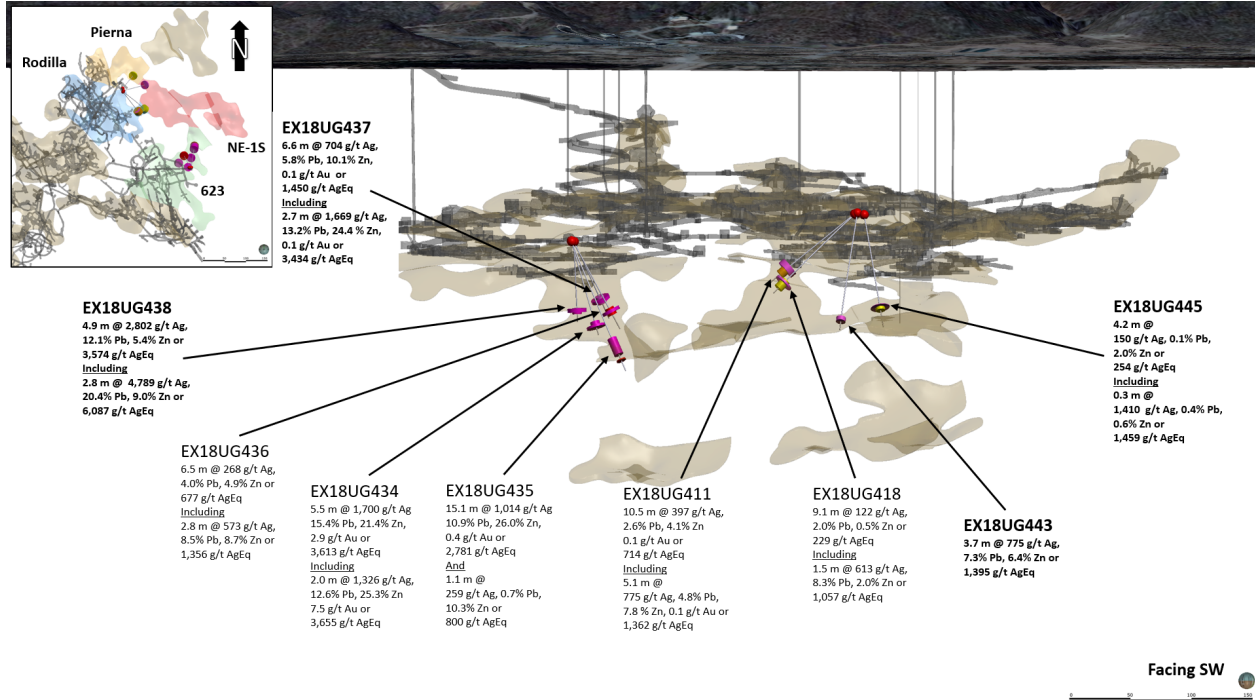 Pierna
Rodilla
N
NE-1S
623
EX18UG437
6.6 m @ 704 g/t Ag,
5.8% Pb, 10.1% Zn,
0.1 g/t Au or
1,450 g/t AgEq
Including
2.7 m @ 1,669 g/t Ag,
13.2% Pb, 24.4 % Zn,
0.1 g/t Au or
3,434 g/t AgEq
EX18UG438
4.9 m @ 2,802 g/t Ag,
12.1% Pb, 5.4% Zn or
3,574 g/t AgEq
Including
2.8 m @ 4,789 g/t Ag,
20.4% Pb, 9.0% Zn or
6,087 g/t AgEq
EX18UG436
6.5 m @ 268 g/t Ag,
4.0% Pb, 4.9% Zn or
677 g/t AgEq
Including
2.8 m @ 573 g/t Ag,
8.5% Pb, 8.7% Zn or
1,356 g/t AgEq
EX18UG434
5.5 m @ 1,700 g/t Ag
15.4% Pb, 21.4% Zn,
2.9 g/t Au or
3,613 g/t AgEq
Including
2.0 m @ 1,326 g/t Ag,
12.6% Pb, 25.3% Zn
7.5 g/t Au or
3,655 g/t AgEq
EX18UG435
15.1 m @ 1,014 g/t Ag
10.9% Pb, 26.0% Zn,
0.4 g/t Au or
2,781 g/t AgEq
And
1.1 m @
259 g/t Ag, 0.7% Pb,
10.3% Zn or
800 g/t AgEq
EX18UG411
10.5 m @ 397 g/t Ag,
2.6% Pb, 4.1% Zn
0.1 g/t Au or
714 g/t AgEq
Including
5.1 m @
775 g/t Ag, 4.8% Pb,
7.8 % Zn, 0.1 g/t Au or
1,362 g/t AgEq
EX18UG418
9.1 m @ 122 g/t Ag,
2.0% Pb, 0.5% Zn or
229 g/t AgEq
Including
1.5 m @ 613 g/t Ag,
8.3% Pb, 2.0% Zn or
1,057 g/t AgEq
EX18UG443
3.7 m @ 775 g/t Ag,
7.3% Pb, 6.4% Zn or
1,395 g/t AgEq
EX18UG445
4.2 m @
150 g/t Ag, 0.1% Pb,
2.0% Zn or
254 g/t AgEq
Including
0.3 m @
1,410 g/t Ag, 0.4% Pb,
0.6% Zn or
1,459 g/t AgEq
Facing SW
0 50 100 150